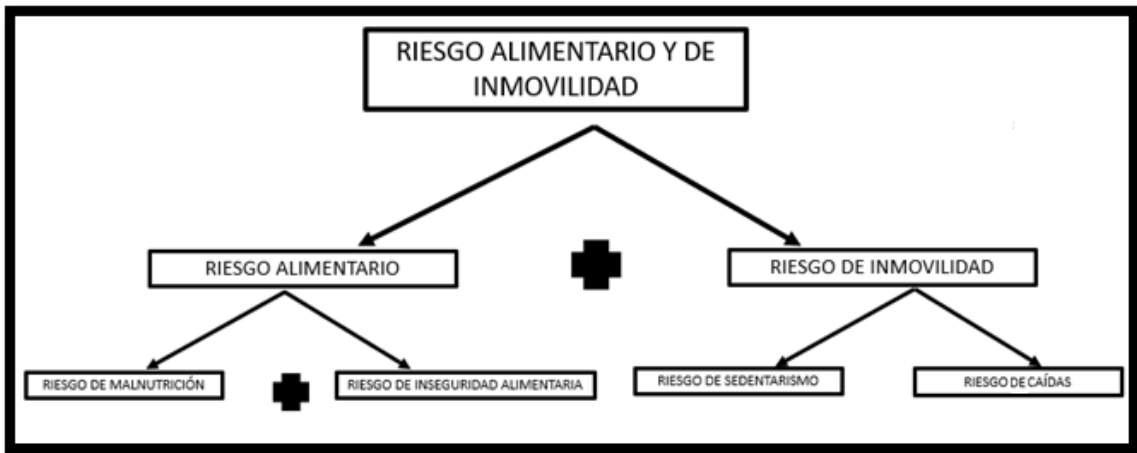 RIESGO ALIMENTARIO Y DE
INMOVILIDAD
RIESGO ALIMENTARIO
RIESGO DE INMOVILIDAD
RIESGO DE MALNUTRICIÓN
RIESGO DE INSEGURIDAD ALIMENTARIA
RIESGO DE SEDENTARISMO
RIESGO DE CAÍDAS